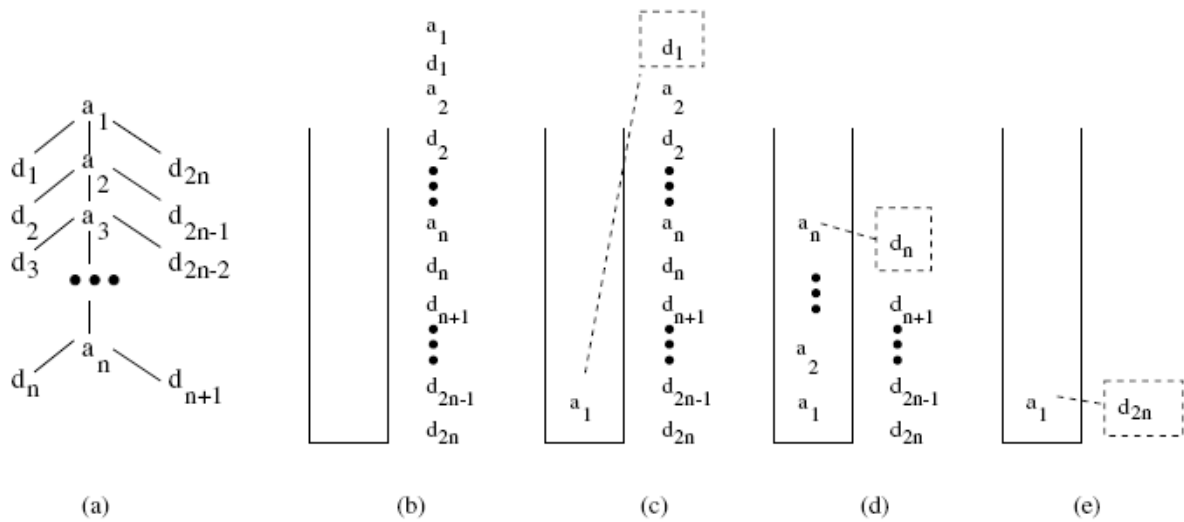 a1
d1 a2 d2n
d2 a3 d2n-1
d3 d2n-2
an
dn dn+1
(a)
a1
d1
a2
d2
an
dn
dn+1
d2n-1
d2n
(b)
d1
a2
d2
an
dn
dn+1
a1 d2n-1
d2n
(c)
an dn
dn+1
a2
d2n-1
a1
d2n
(d)
a1 d2n
(e)